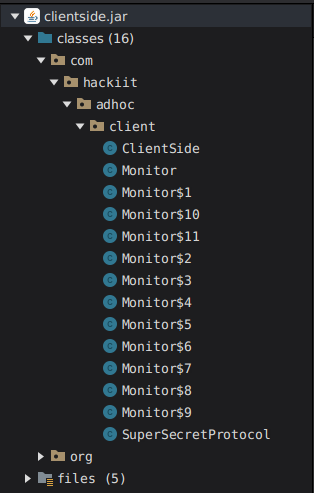 clientside.jar
classes (16)
com
hackiit
adhoc
client
ClientSide
Monitor
Monitor$1
Monitor$10
Monitor$11
Monitor$2
Monitor$3
Monitor$4
Monitor$5
Monitor$6
Monitor$7
Monitor$8
Monitor$9
SuperSecretProtocol
org
files (5)